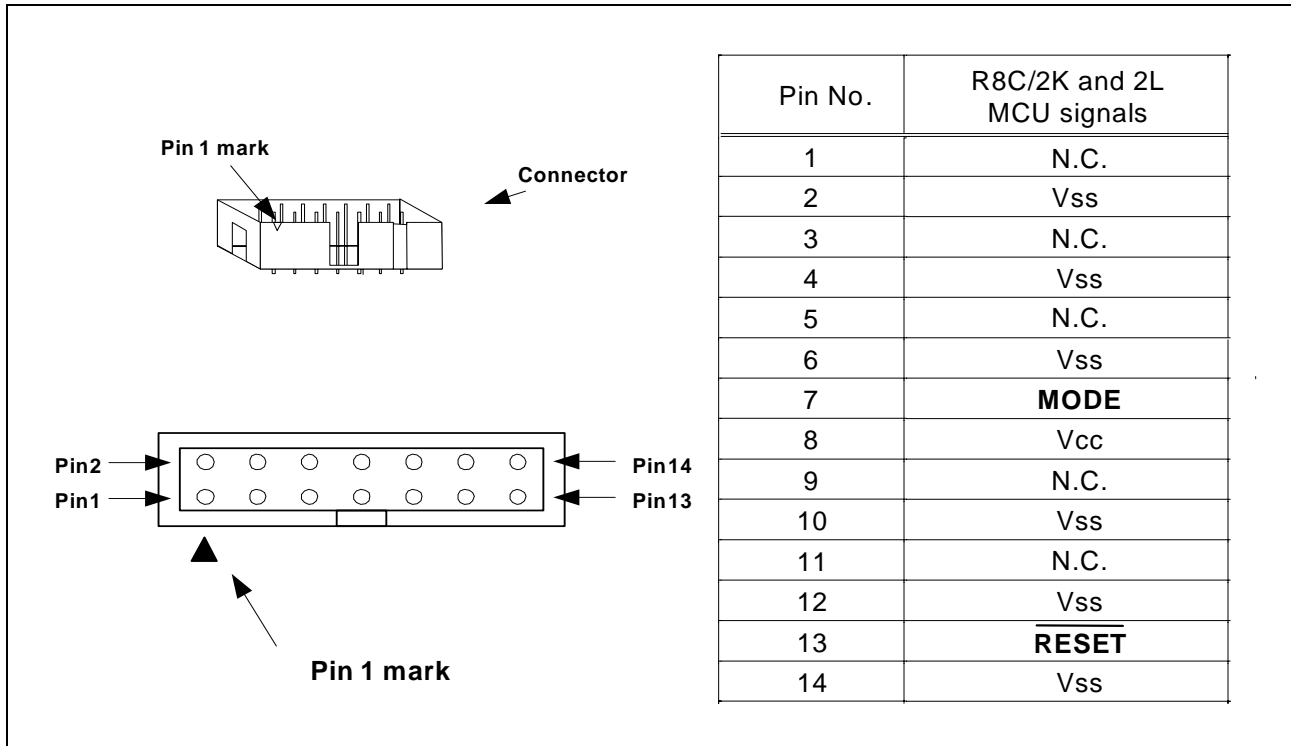 Pin 1 mark
Connector
Pin2
Pin14
Pin1
Pin13
Pin 1 mark
Pin No. R8C/2K and 2L MCU signals
1 N.C.
2 Vss
3 N.C.
4 Vss
5 N.C.
6 Vss
7 MODE
8 Vcc
9 N.C.
10 Vss
11 N.C.
12 Vss
13 RESET
14 Vss